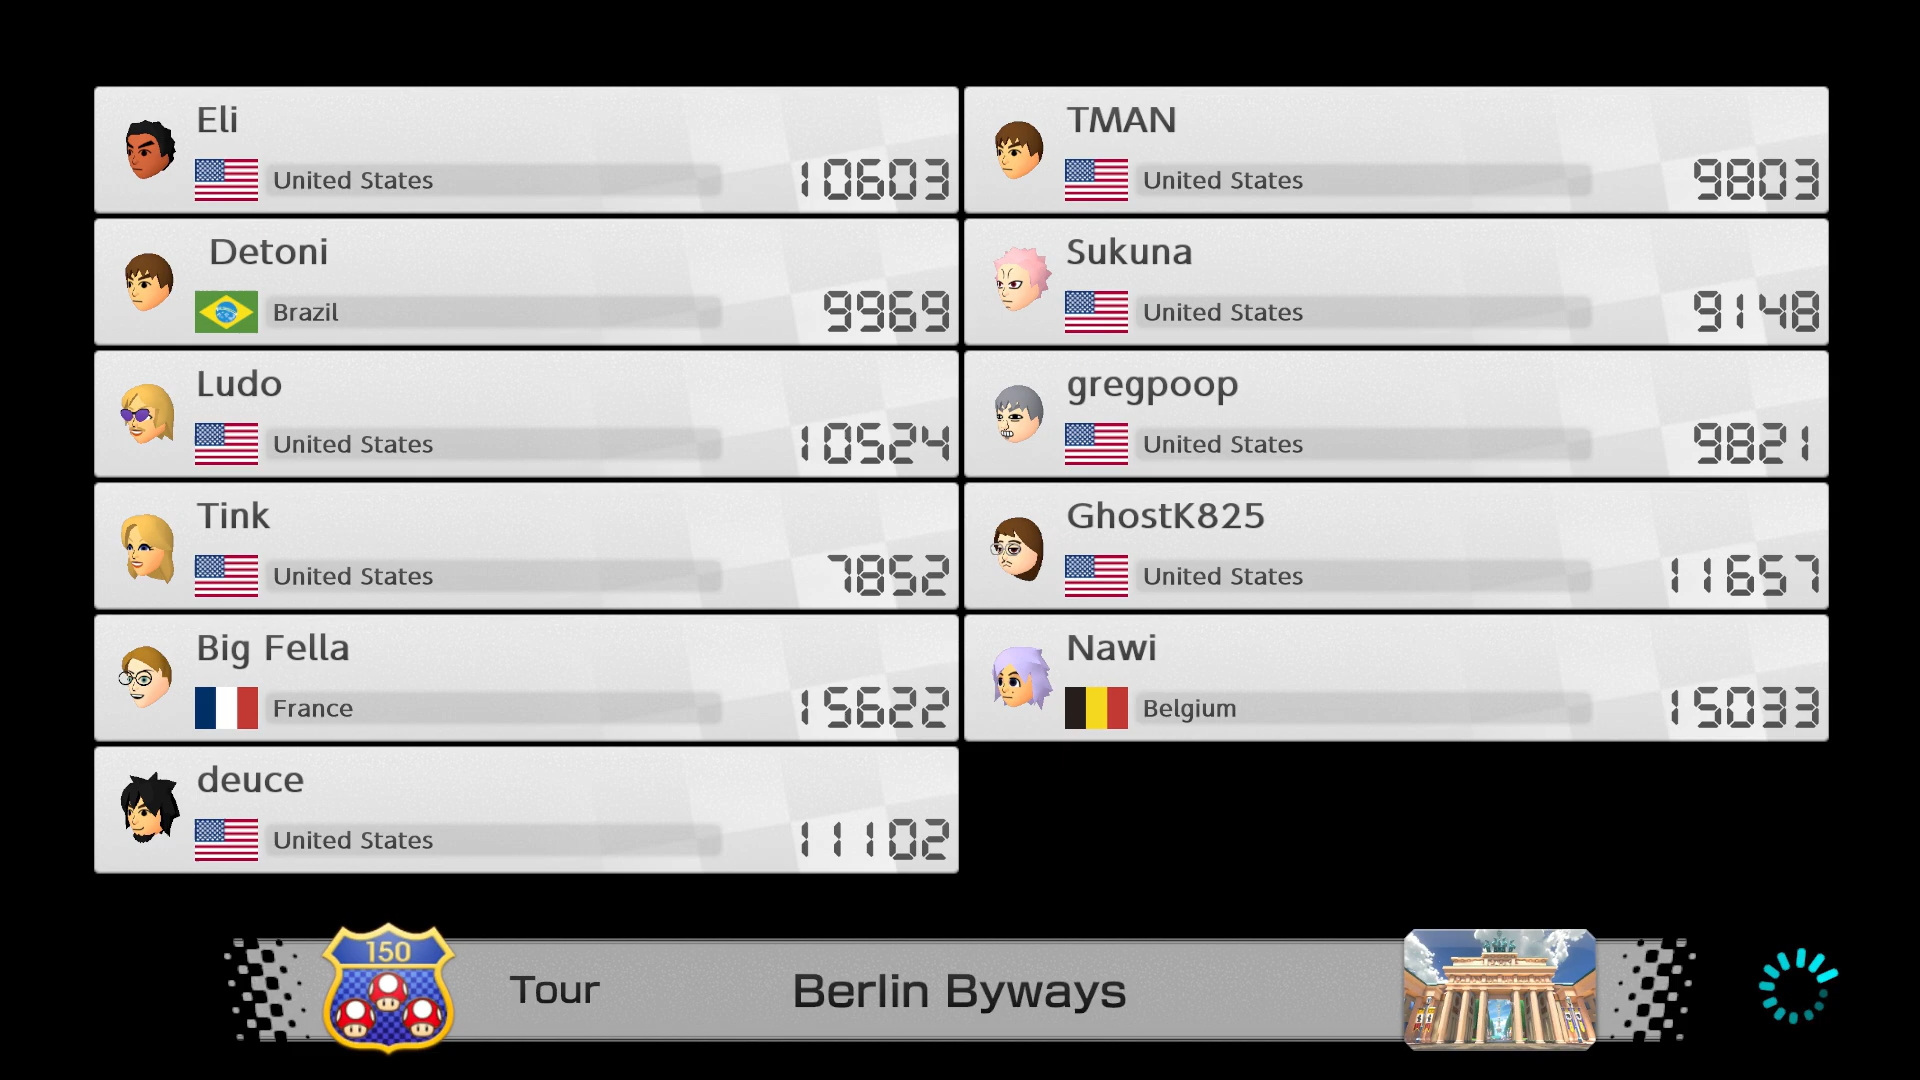 Eli
United States 10603
TMAN
United States 9803
Detoni
Brazil 9969
Sukuna
United States 9148
Ludo
United States 10524
gregpoop
United States 9821
Tink
United States 7852
GhostK825
United States 11657
Big Fella
France 15622
Nawi
Belgium 15033
deuce
United States 11102
150
Tour Berlin Byways